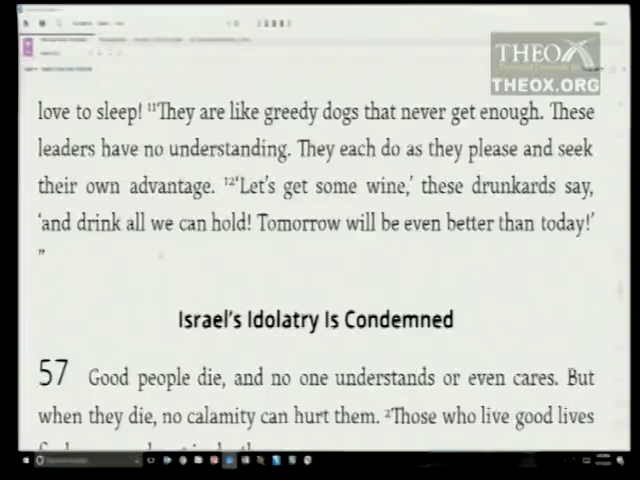 THEOX
THEOX.ORG
love to sleep! ¹¹They are like greedy dogs that never get enough. These
leaders have no understanding. They each do as they please and seek
their own advantage. ¹²‘Let’s get some wine,’ these drunkards say,
‘and drink all we can hold! Tomorrow will be even better than today!’
”
Israel’s Idolatry Is Condemned
57 Good people die, and no one understands or even cares. But
when they die, no calamity can hurt them. ²Those who live good lives